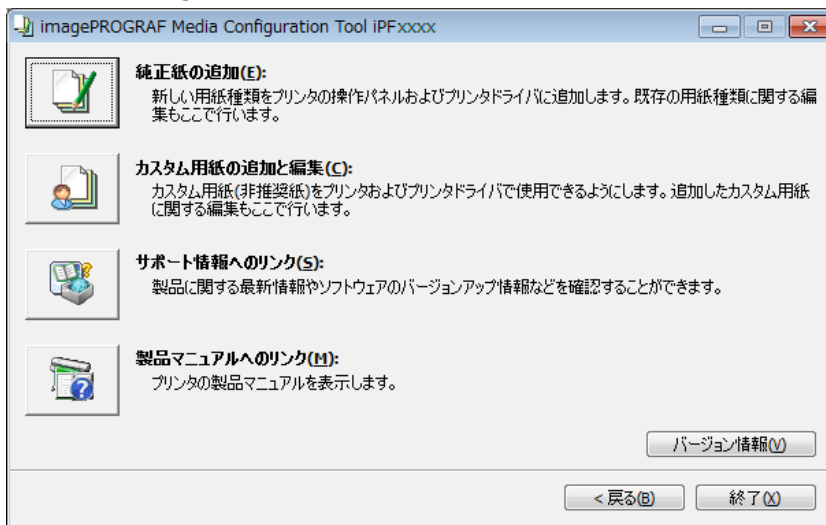 imagePROGRAF Media Configuration Tool iPFxxxx
純正紙の追加(E):
新しい用紙種類をプリンタの操作パネルおよびプリンタドライバに追加します。既存の用紙種類に関する編
集もここで行います。
カスタム用紙の追加と編集(C):
カスタム用紙(非推奨紙)をプリンタおよびプリンタドライバで使用できるようにします。追加したカスタム用紙
に関する編集もここで行います。
サポート情報へのリンク(S):
製品に関する最新情報やソフトウェアのバージョンアップ情報などを確認することができます。
製品マニュアルへのリンク(M):
プリンタの製品マニュアルを表示します。
バージョン情報(V)
< 戻る(B)
終了(X)